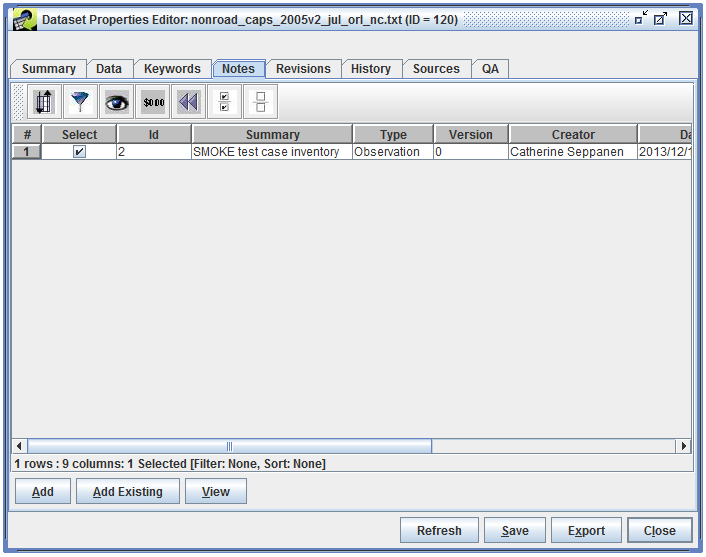 Dataset Properties Editor: nonroad_caps_2005v2_jul_orl_nc.txt (ID = 120)
Summary Data Keywords Notes Revisions History Sources QA
$0.00
# Select Id Summary Type Version Creator Da
1 2 SMOKE test case inventory Observation 0 Catherine Seppanen 2013/12/1
1 rows : 9 columns: 1 Selected [Filter: None, Sort: None]
Add Add Existing View
Refresh Save Export Close